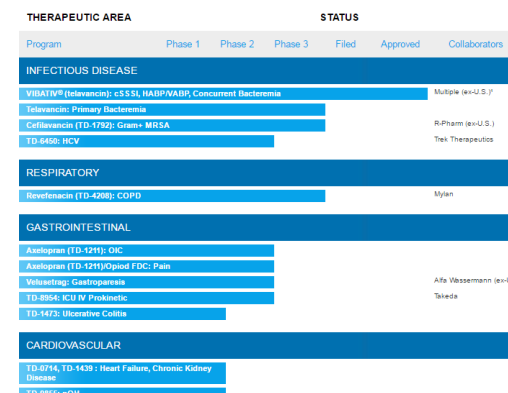 THERAPEUTIC AREA STATUS
Program Phase 1 Phase 2 Phase 3 Filed Approved Collaborators
INFECTIOUS DISEASE
VIBATIV® (telavancin): cSSSI, HABP/VABP, Concurrent Bacteremia Multiple (ex-U.S.)
Telavancin: Primary Bacteremia
Cefilavancin (TD-1792): Gram+ MRSA R-Pharm (ex-U.S.)
TD-6450: HCV Trek Therapeutics
RESPIRATORY
Revefenacin (TD-4208): COPD Mylan
GASTROINTESTINAL
Axelopran (TD-1211): OIC
Axelopran (TD-1211)/Opiod FDC: Pain
Velusetrag: Gastroparesis Alfa Wassermann (ex-
TD-8954: ICU IV Prokinetic Takeda
TD-1473: Ulcerative Colitis
CARDIOVASCULAR
TD-0714, TD-1439 : Heart Failure, Chronic Kidney
Disease